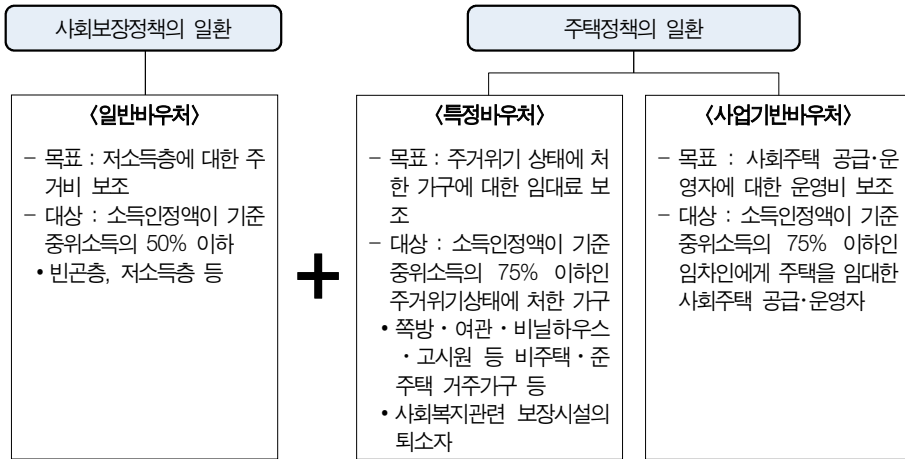 사회보장정책의 일환
주택정책의 일환
〈일반바우처〉
- 목표 : 저소득층에 대한 주
거비 보조
- 대상 : 소득인정액이 기준
중위소득의 50% 이하
• 빈곤층, 저소득층 등
+
〈특정바우처〉
- 목표 : 주거위기 상태에 처
한 가구에 대한 임대료 보
조
- 대상 : 소득인정액이 기준
중위소득의 75% 이하인
주거위기상태에 처한 가구
• 쪽방·여관·비닐하우스
·고시원 등 비주택·준
주택 거주가구 등
• 사회복지관련 보장시설의
퇴소자
〈사업기반바우처〉
- 목표 : 사회주택 공급·운
영자에 대한 운영비 보조
- 대상 : 소득인정액이 기준
중위소득의 75% 이하인
임차인에게 주택을 임대한
사회주택 공급·운영자